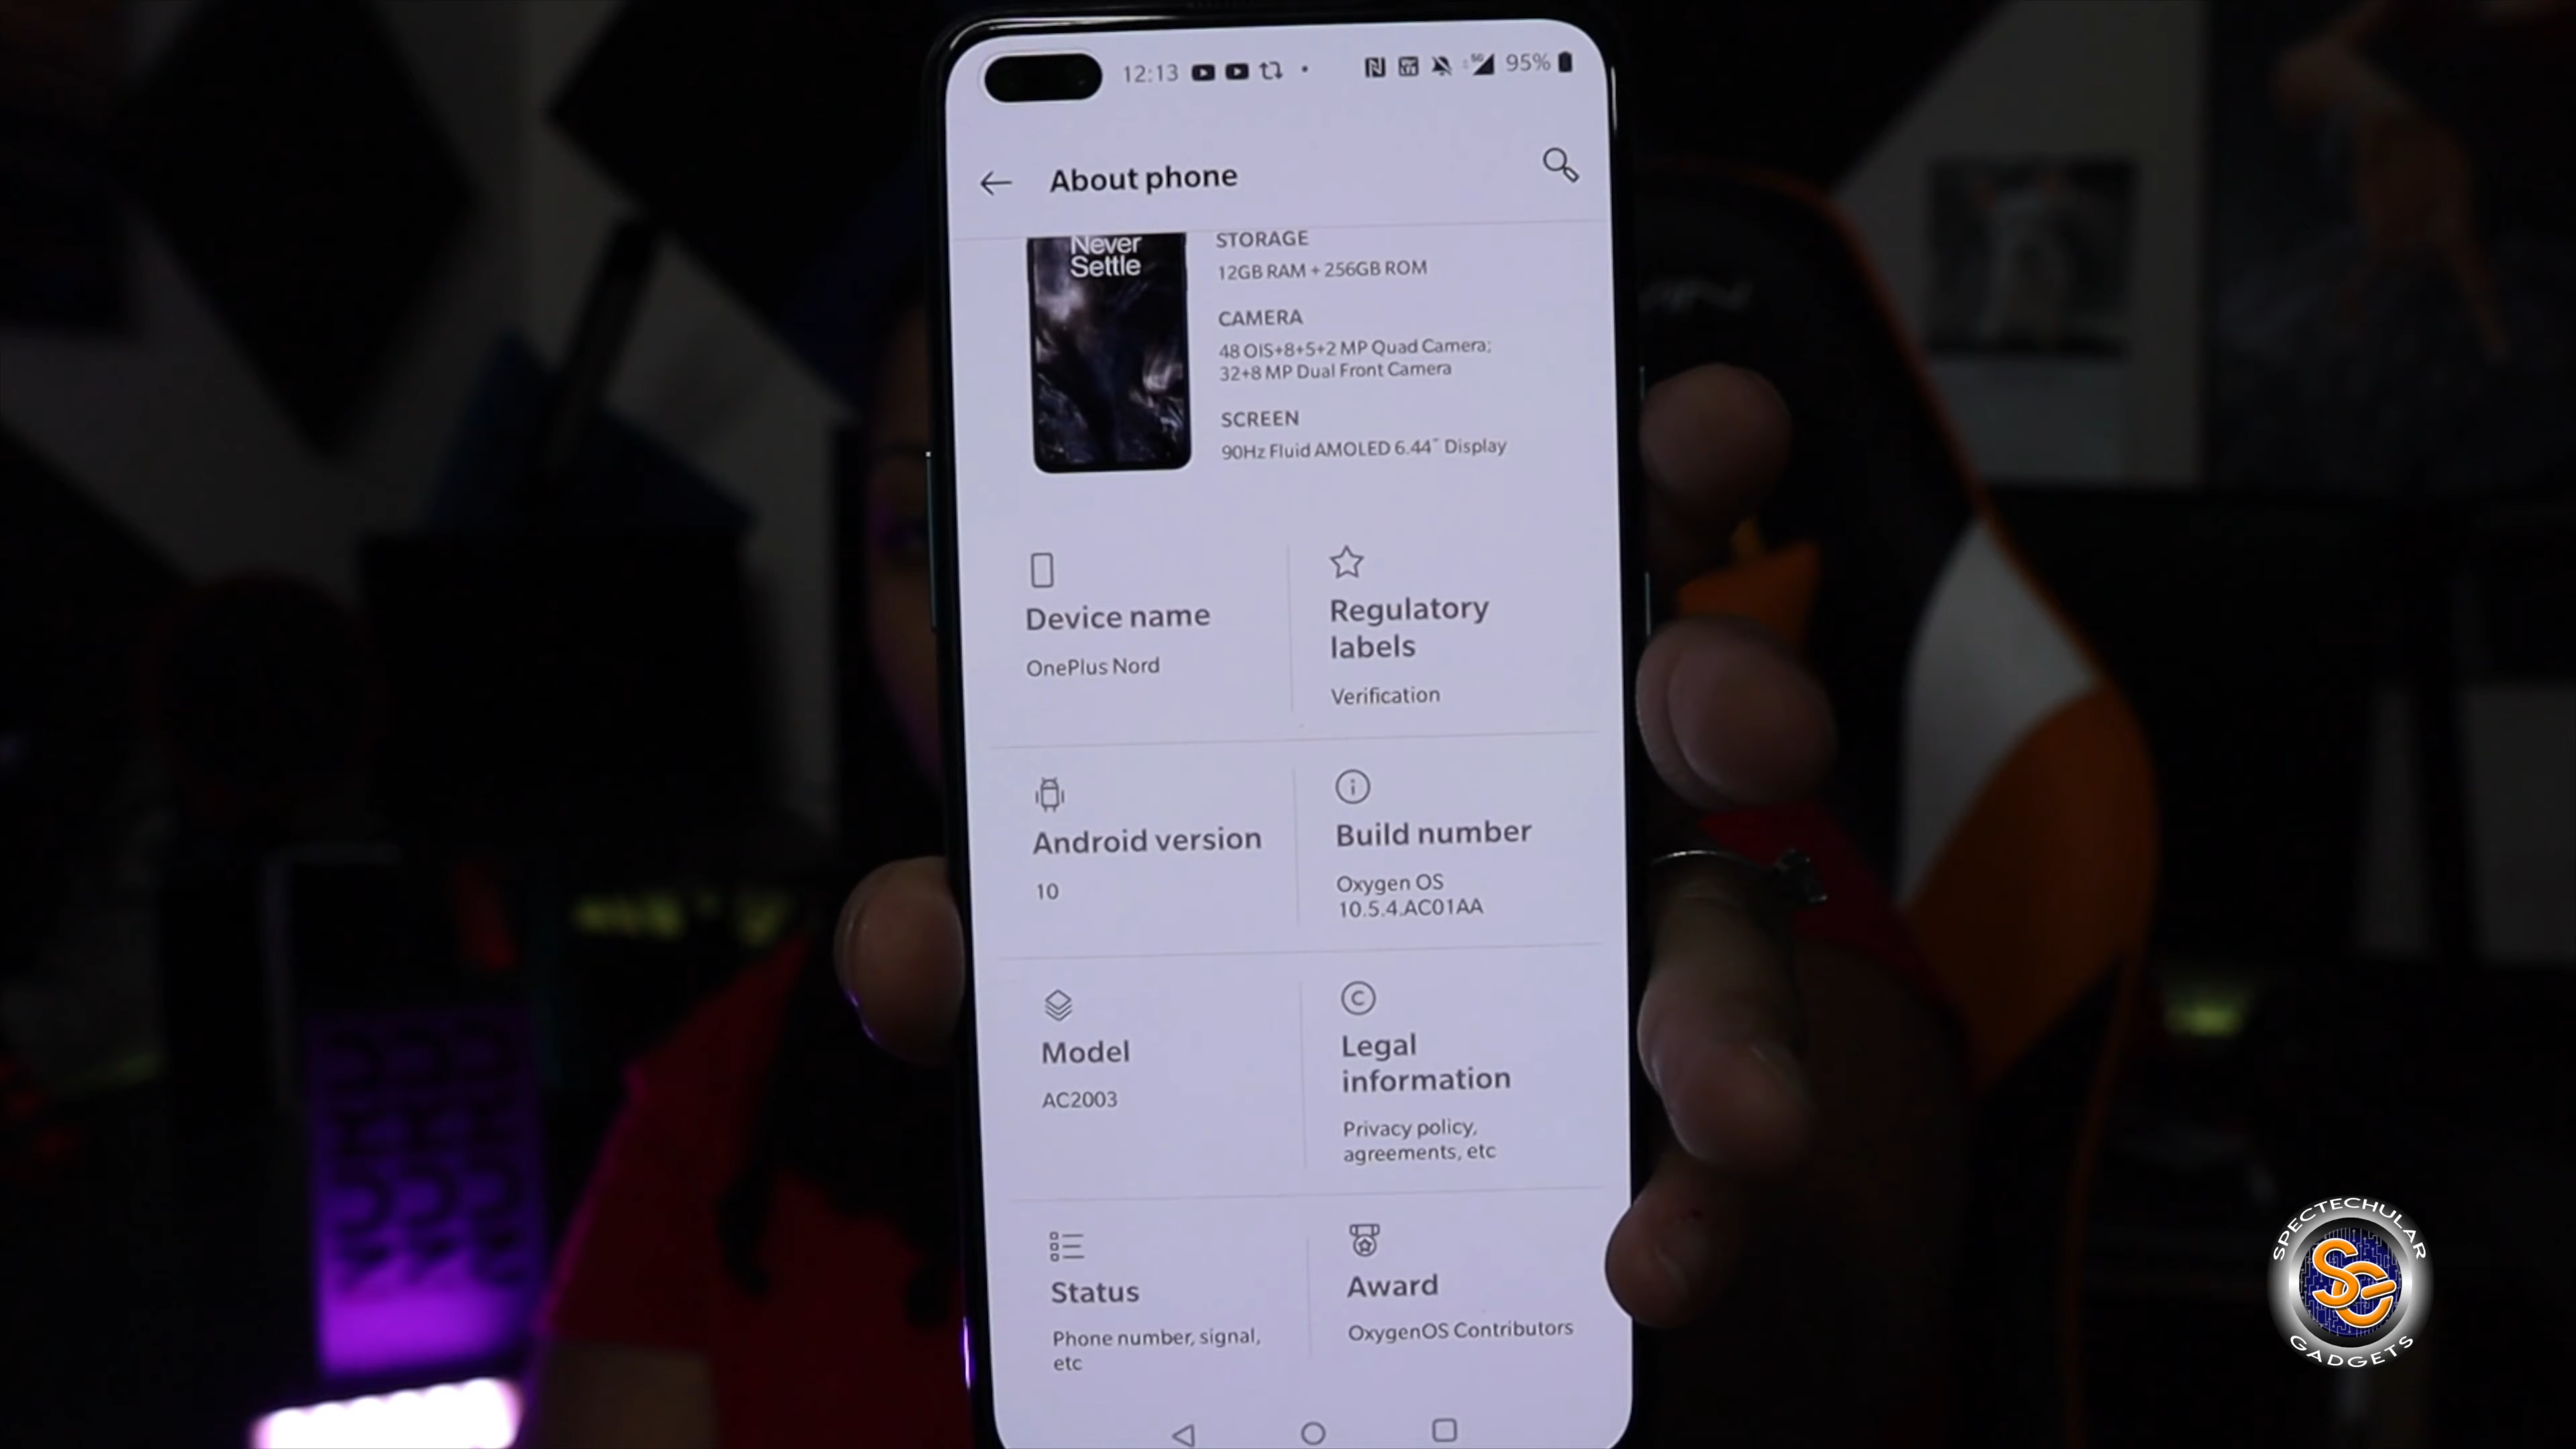 12:13
5G
95%
About phone
Never
Settle
STORAGE
12GB RAM + 256GB ROM
CAMERA
48 OIS+8+5+2 MP Quad Camera;
32+8 MP Dual Front Camera
SCREEN
90Hz Fluid AMOLED 6.44″ Display
Device name
OnePlus Nord
Regulatory
labels
Verification
Android version
10
Build number
Oxygen OS
10.5.4.AC01AA
Model
AC2003
Legal
information
Privacy policy,
agreements, etc
Status
Phone number, signal,
etc
Award
OxygenOS Contributors
SPECTECHULAR
SG
GADGETS